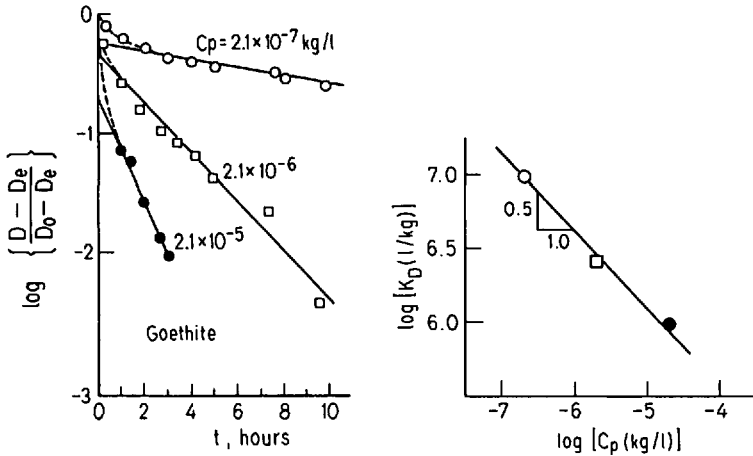 0
-1
-2
-3
log { D - De / D0 - De }
Cp = 2.1×10⁻⁷ kg/l
2.1×10⁻⁶
2.1×10⁻⁵
Goethite
0 2 4 6 8 10
t, hours
7.0
6.5
6.0
log [KD (l/kg)]
0.5
1.0
-7 -6 -5 -4
log [Cp (kg/l)]